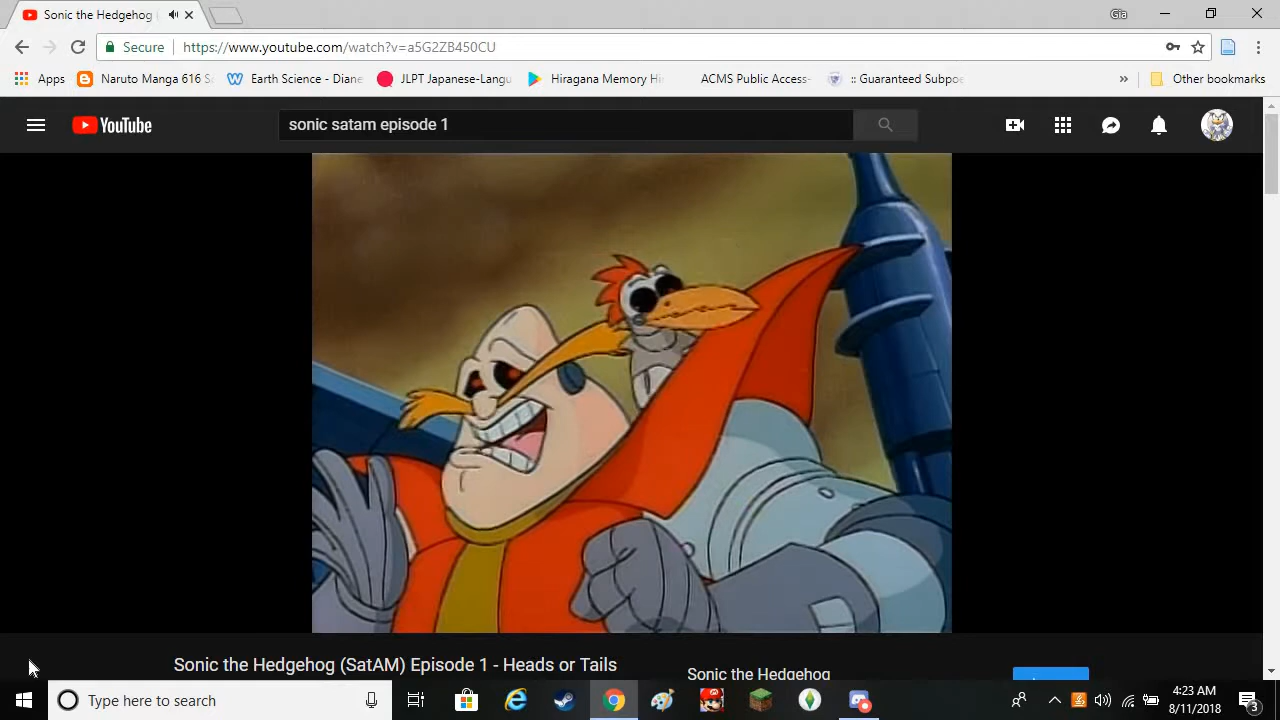 Sonic the Hedgehog
Gia
Secure
https://www.youtube.com/watch?v=a5G2ZB450CU
Apps
Naruto Manga 616 Sc
Earth Science - Diane
JLPT Japanese-Langu
Hiragana Memory Hi
ACMS Public Access-
:: Guaranteed Subpoe
»
Other bookmarks
YouTube
sonic satam episode 1
Sonic the Hedgehog (SatAM) Episode 1 - Heads or Tails
Sonic the Hedgehog
Type here to search
4:23 AM
8/11/2018
3